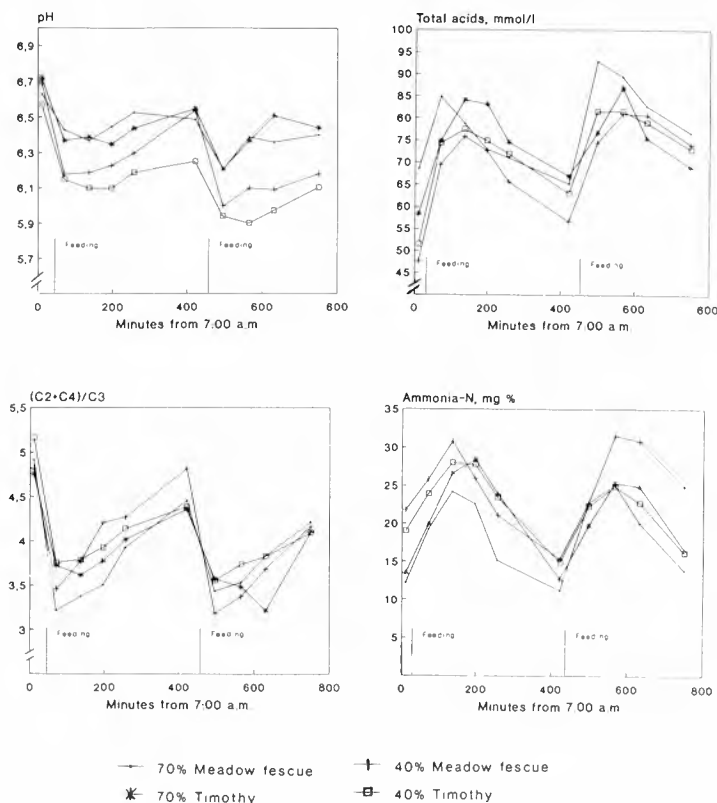 pH
6,9
6,7
6,5
6,3
6,1
5,9
5,7
Feeding
Feeding
0 200 400 600 800
Minutes from 7:00 a.m
Total acids, mmol/l
100
95
90
85
80
75
70
65
60
55
50
45
Feeding
Feeding
0 200 400 600 800
Minutes from 7.00 a.m
(C2+C4)/C3
5,5
5
4,5
4
3,5
3
Feeding
Feeding
0 200 400 600 800
Minutes from 7:00 a.m
Ammonia-N, mg %
35
30
25
20
15
10
5
Feeding
Feeding
0 200 400 600 800
Minutes from 7.00 a.m
70% Meadow fescue
40% Meadow fescue
70% Timothy
40% Timothy